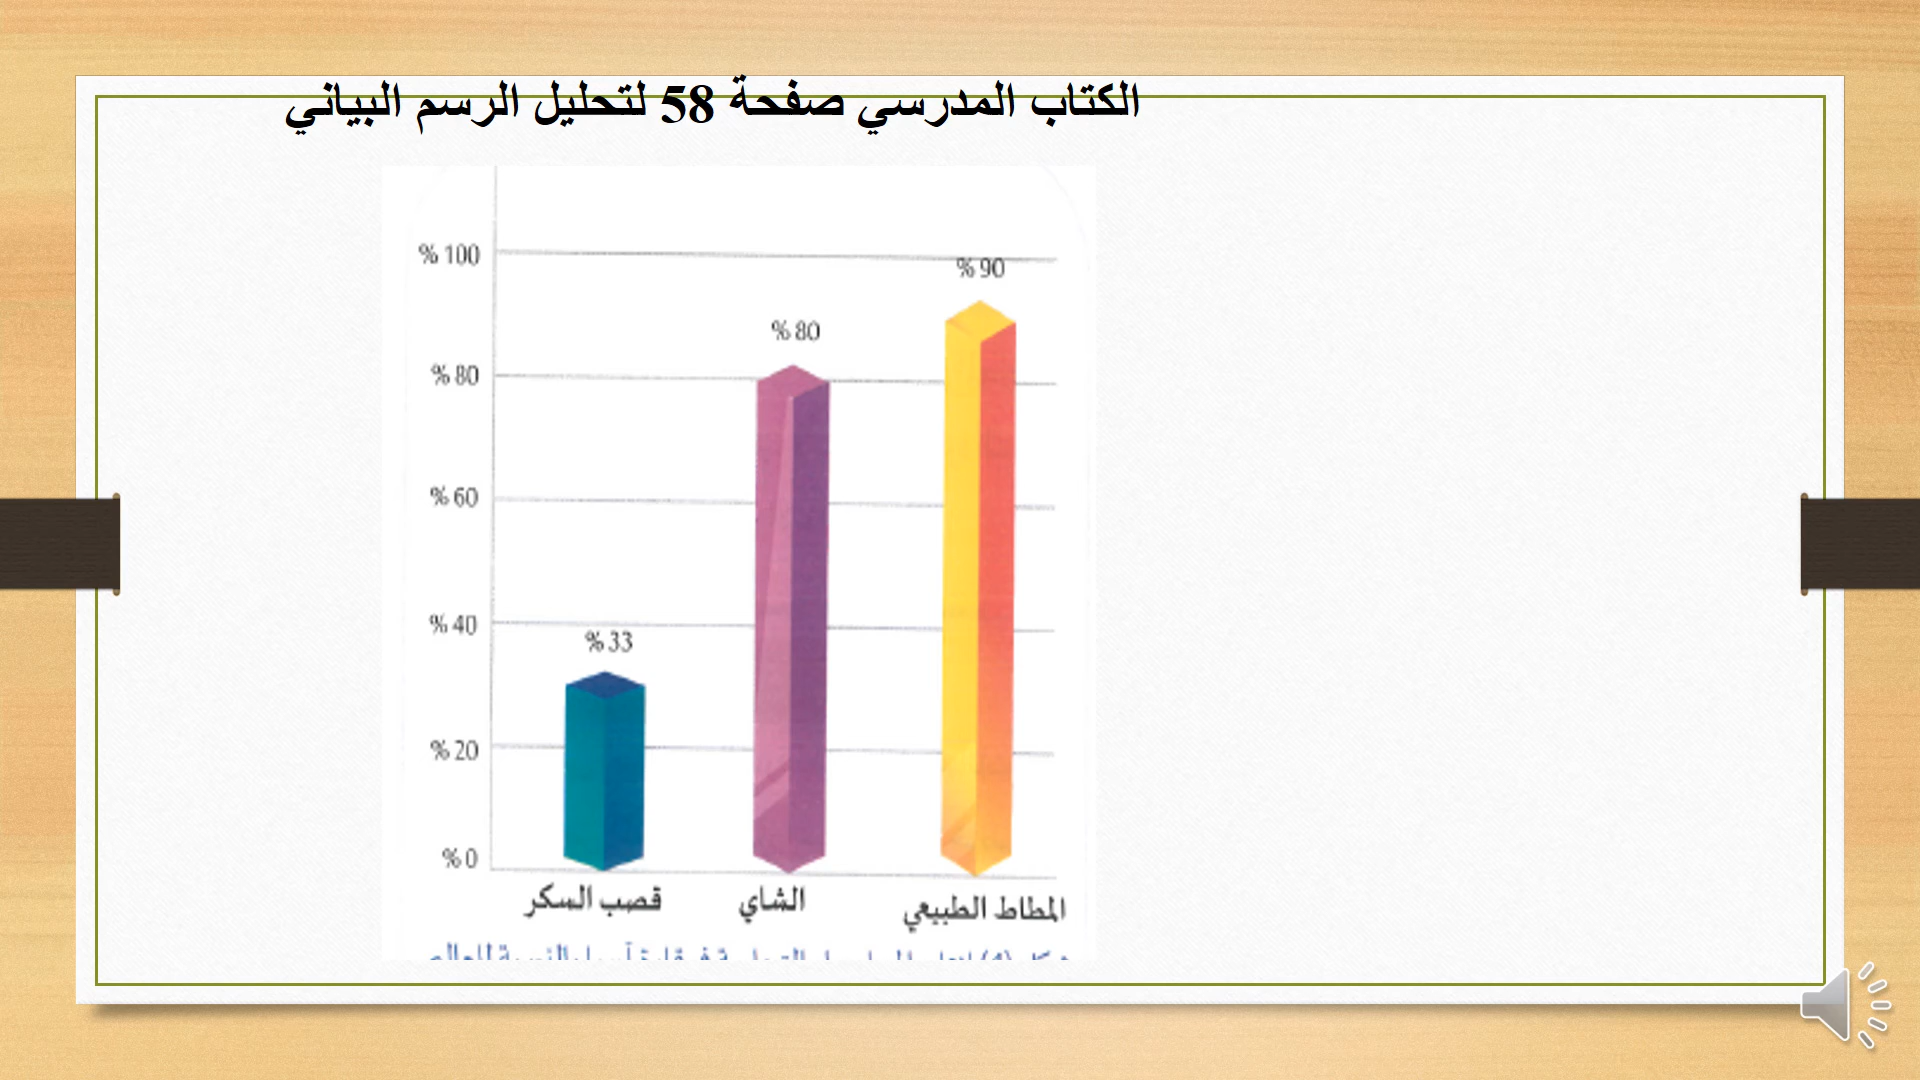 الكتاب المدرسي صفحة 58 لتحليل الرسم البياني
% 100
% 90
% 80
% 80
% 60
% 40
% 33
% 20
% 0
قصب السكر
الشاي
المطاط الطبيعي